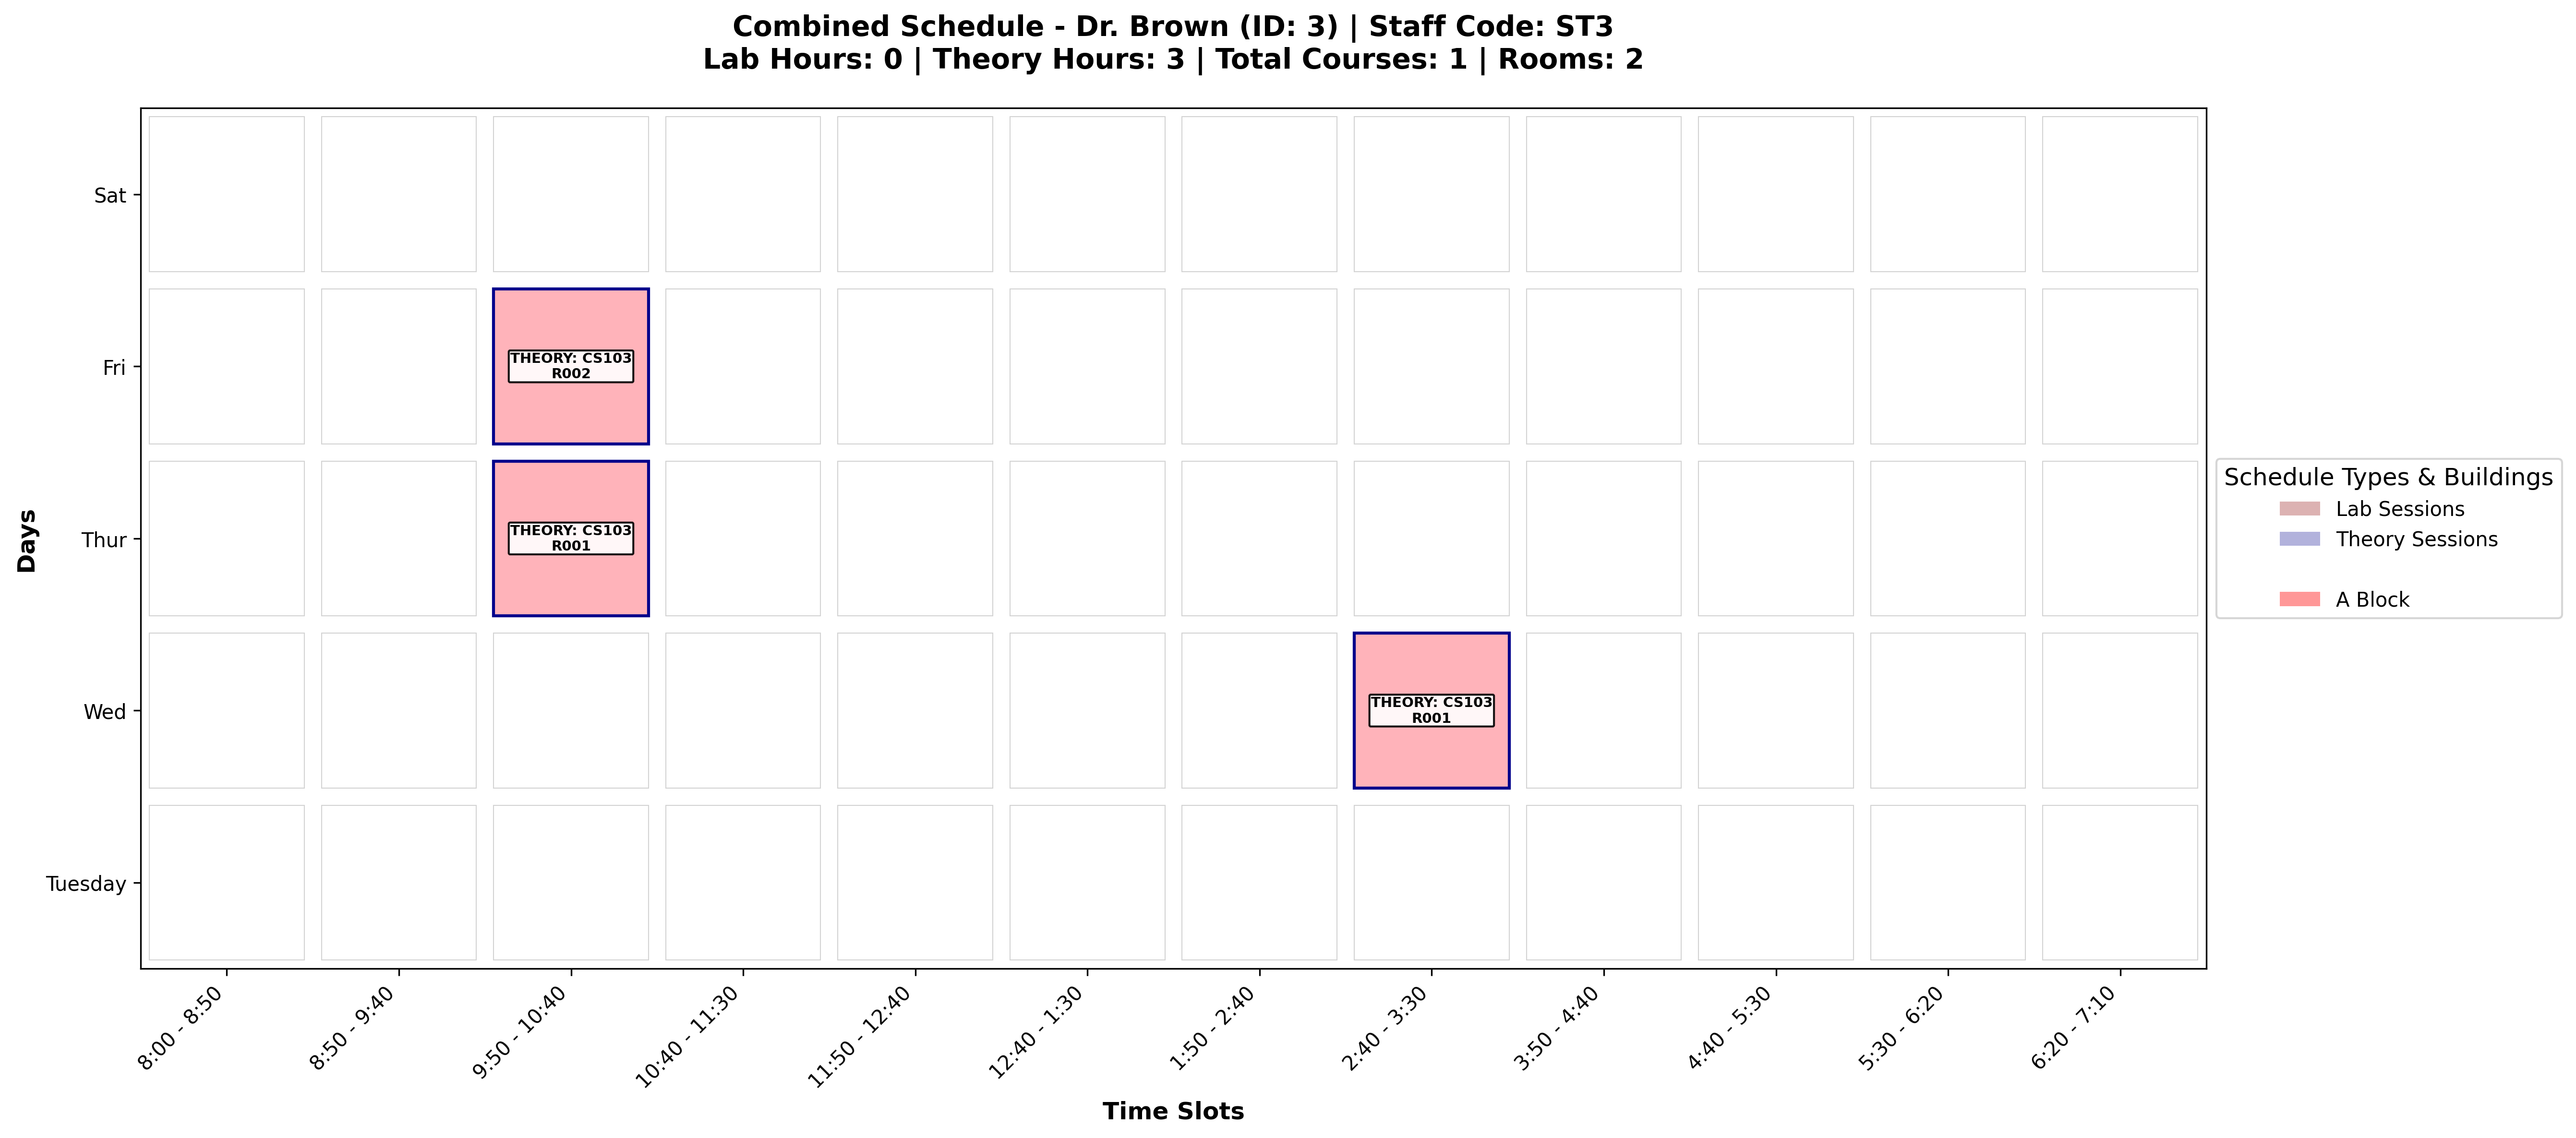 Combined Schedule - Dr. Brown (ID: 3) | Staff Code: ST3
Lab Hours: 0 | Theory Hours: 3 | Total Courses: 1 | Rooms: 2
Days
Sat
Fri
THEORY: CS103
R002
Thur
THEORY: CS103
R001
Wed
THEORY: CS103
R001
Tuesday
8:00 - 8:50
8:50 - 9:40
9:50 - 10:40
10:40 - 11:30
11:50 - 12:40
12:40 - 1:30
1:50 - 2:40
2:40 - 3:30
3:50 - 4:40
4:40 - 5:30
5:30 - 6:20
6:20 - 7:10
Time Slots
Schedule Types & Buildings
Lab Sessions
Theory Sessions
A Block